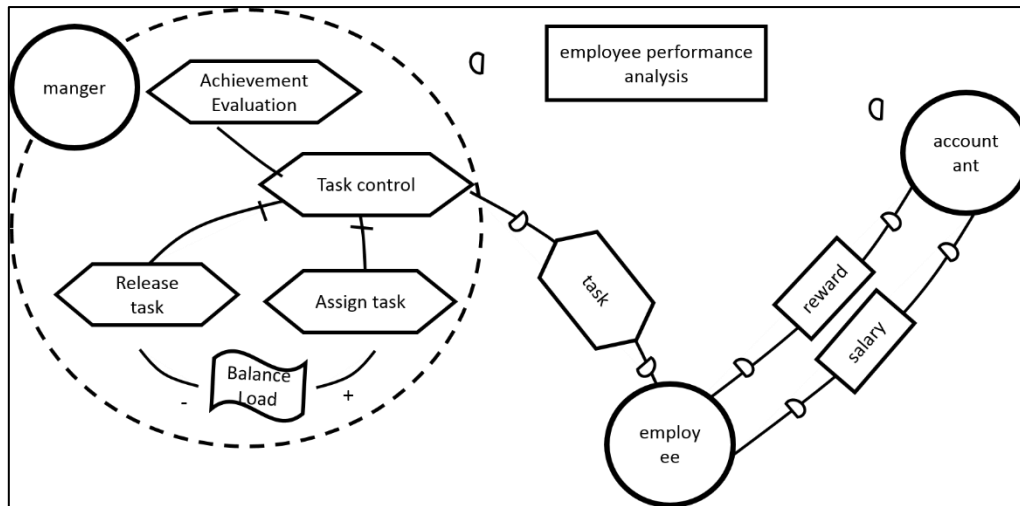 manger
Achievement
Evaluation
employee performance
analysis
account
ant
Task control
Release
task
Assign task
task
reward
salary
Balance
Load
-
+
employ
ee